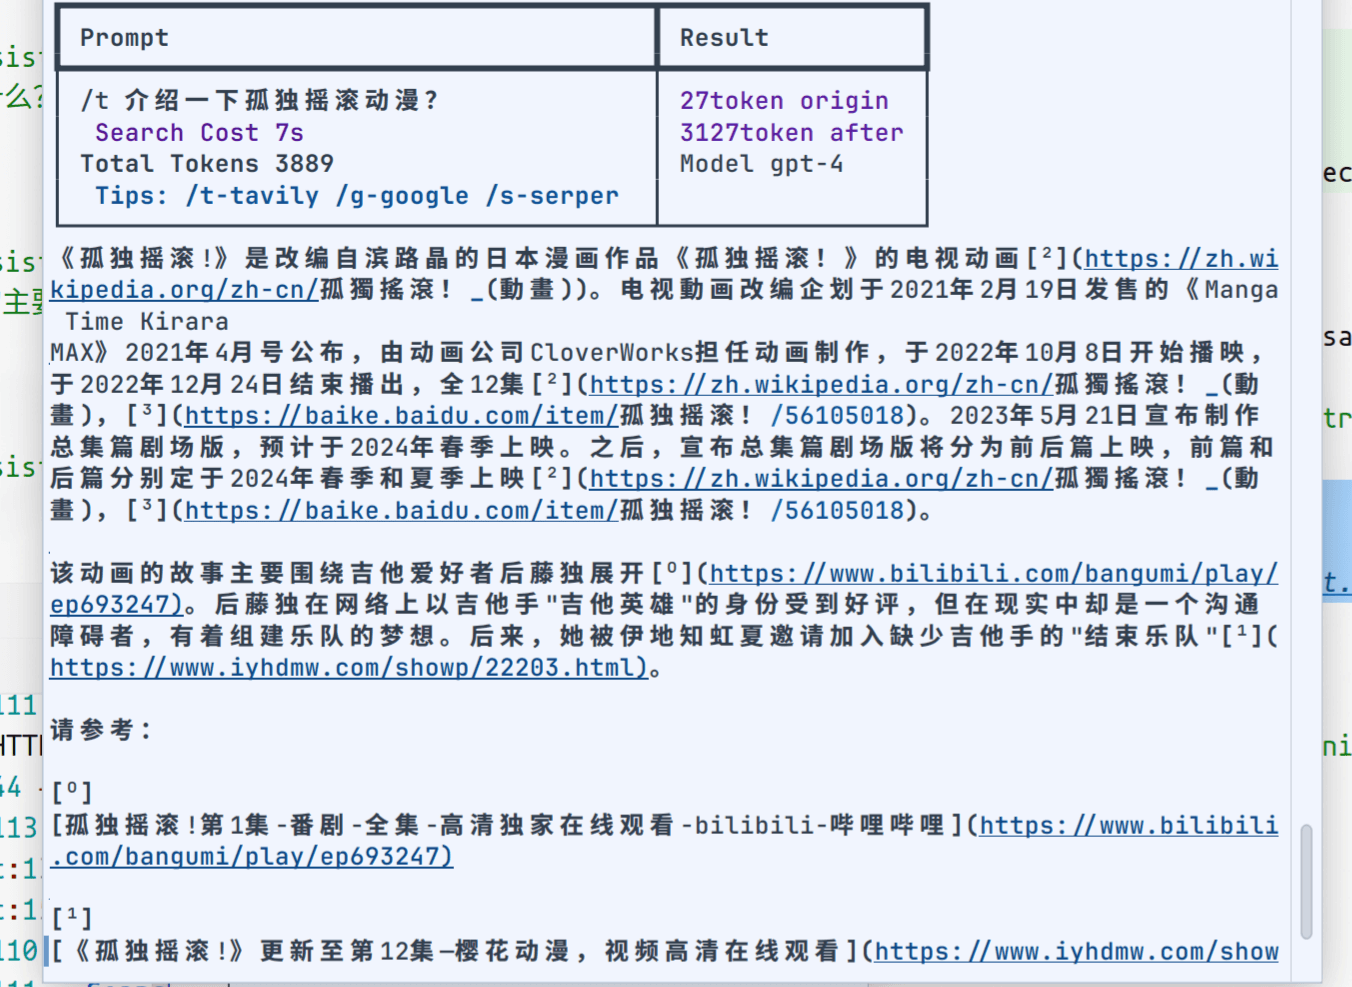 Prompt Result
/t 介绍一下孤独摇滚动漫? 27token origin
Search Cost 7s 3127token after
Total Tokens 3889 Model gpt-4
Tips: /t-tavily /g-google /s-serper
《孤独摇滚!》是改编自滨路晶的日本漫画作品《孤独摇滚！》的电视动画[²](https://zh.wi
kipedia.org/zh-cn/孤獨搖滾！_(動畫))。电视動画改编企划于2021年2月19日发售的《Manga
Time Kirara
MAX》2021年4月号公布，由动画公司CloverWorks担任动画制作，于2022年10月8日开始播映，
于2022年12月24日结束播出，全12集[²](https://zh.wikipedia.org/zh-cn/孤獨搖滾！_(動
畫)，[³](https://baike.baidu.com/item/孤独摇滚！/56105018)。2023年5月21日宣布制作
总集篇剧场版，预计于2024年春季上映。之后，宣布总集篇剧场版将分为前后篇上映，前篇和
后篇分别定于2024年春季和夏季上映[²](https://zh.wikipedia.org/zh-cn/孤獨搖滾！_(動
畫)，[³](https://baike.baidu.com/item/孤独摇滚！/56105018)。
该动画的故事主要围绕吉他爱好者后藤独展开[⁰](https://www.bilibili.com/bangumi/play/
ep693247)。后藤独在网络上以吉他手"吉他英雄"的身份受到好评，但在现实中却是一个沟通
障碍者，有着组建乐队的梦想。后来，她被伊地知虹夏邀请加入缺少吉他手的"结束乐队"[¹](
https://www.iyhdmw.com/showp/22203.html)。
请参考：
[⁰]
[孤独摇滚!第1集-番剧-全集-高清独家在线观看-bilibili-哔哩哔哩](https://www.bilibili
.com/bangumi/play/ep693247)
[¹]
[《孤独摇滚!》更新至第12集—樱花动漫，视频高清在线观看](https://www.iyhdmw.com/show